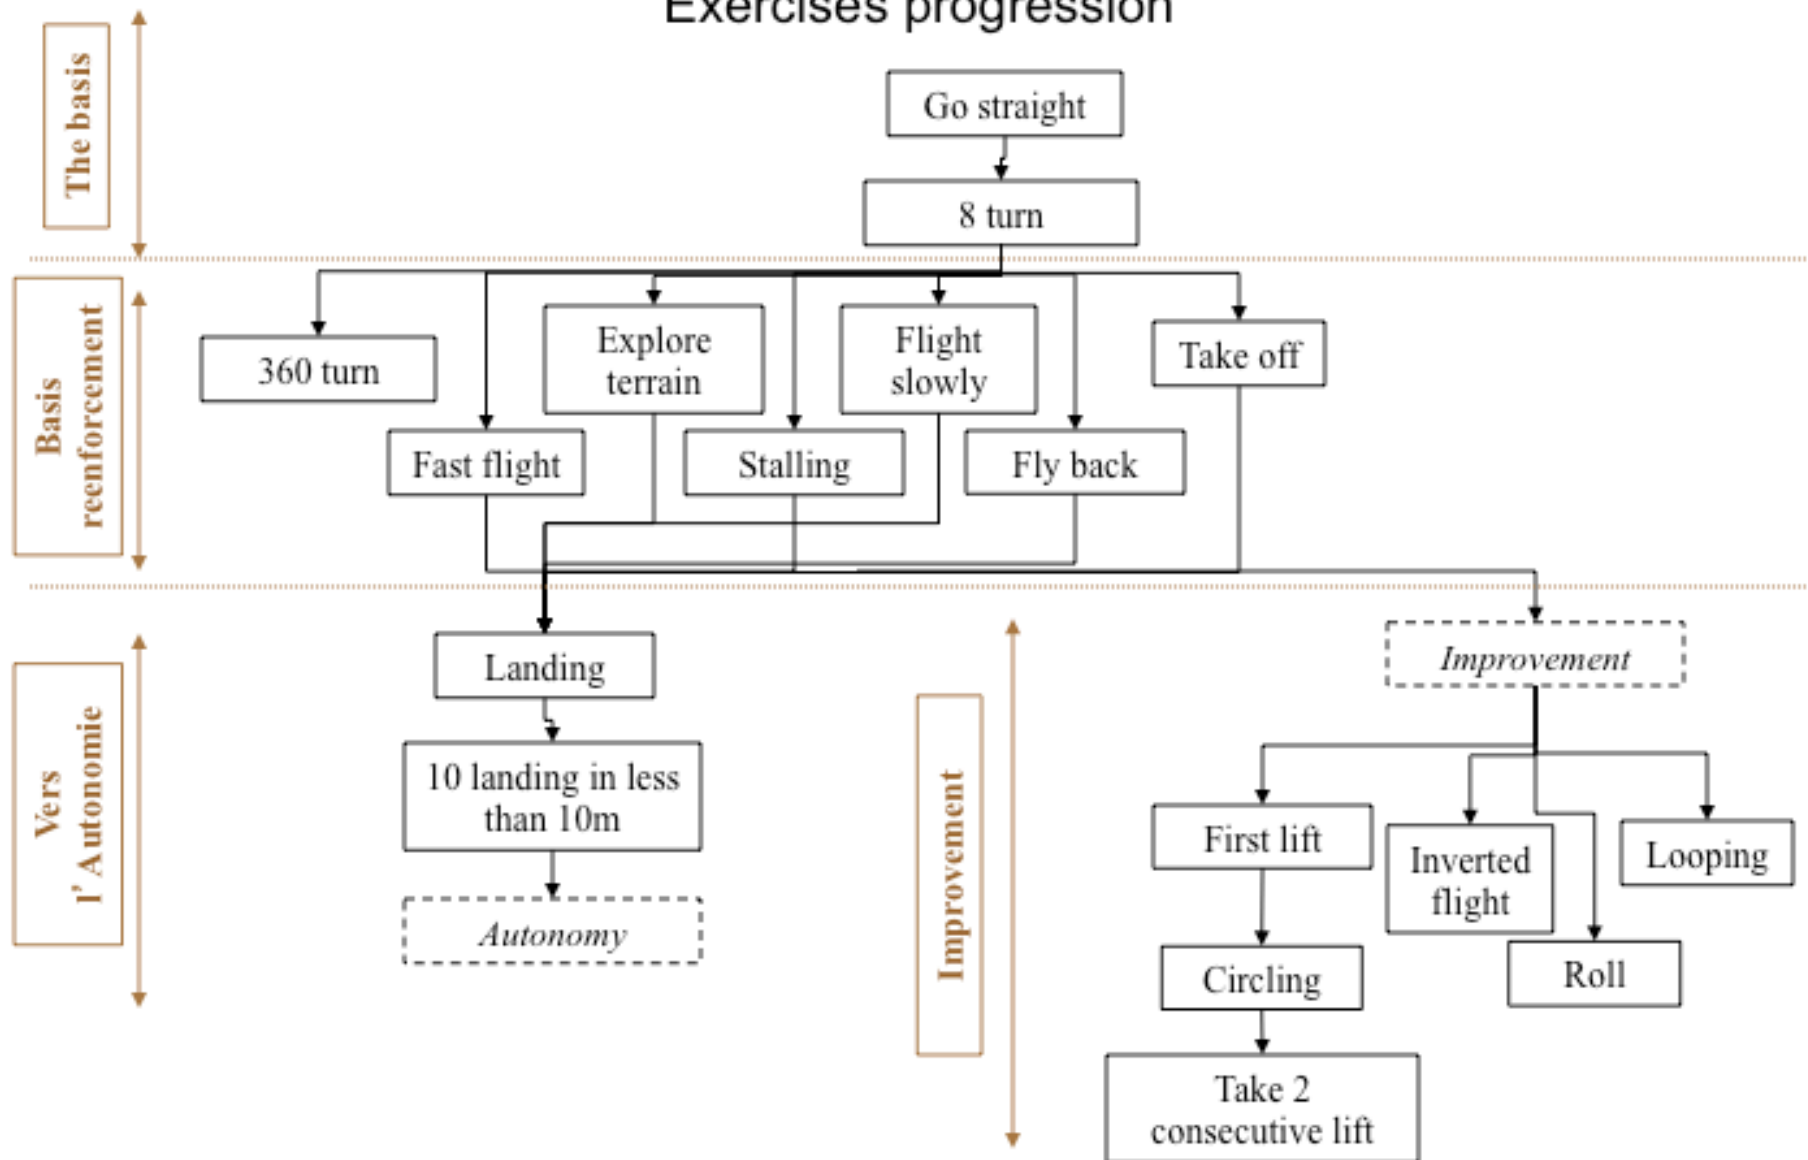 Exercises progression
The basis
Go straight
8 turn
Basis
reenforcement
360 turn
Explore
terrain
Flight
slowly
Take off
Fast flight
Stalling
Fly back
Vers
l’ Autonomie
Landing
10 landing in less
than 10m
Autonomy
Improvement
Improvement
First lift
Inverted
flight
Looping
Circling
Roll
Take 2
consecutive lift